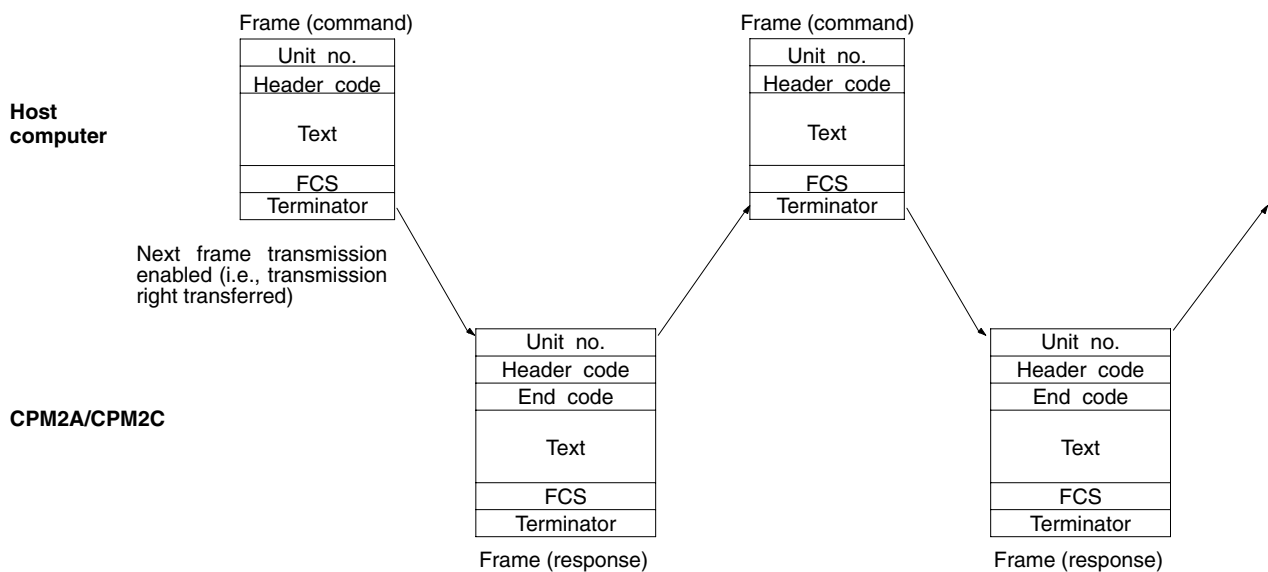 Frame (command)
Unit no.
Header code
Text
FCS
Terminator
Frame (command)
Unit no.
Header code
Text
FCS
Terminator
Host
computer
Next frame transmission
enabled (i.e., transmission
right transferred)
Unit no.
Header code
End code
Text
FCS
Terminator
Frame (response)
Unit no.
Header code
End code
Text
FCS
Terminator
Frame (response)
CPM2A/CPM2C